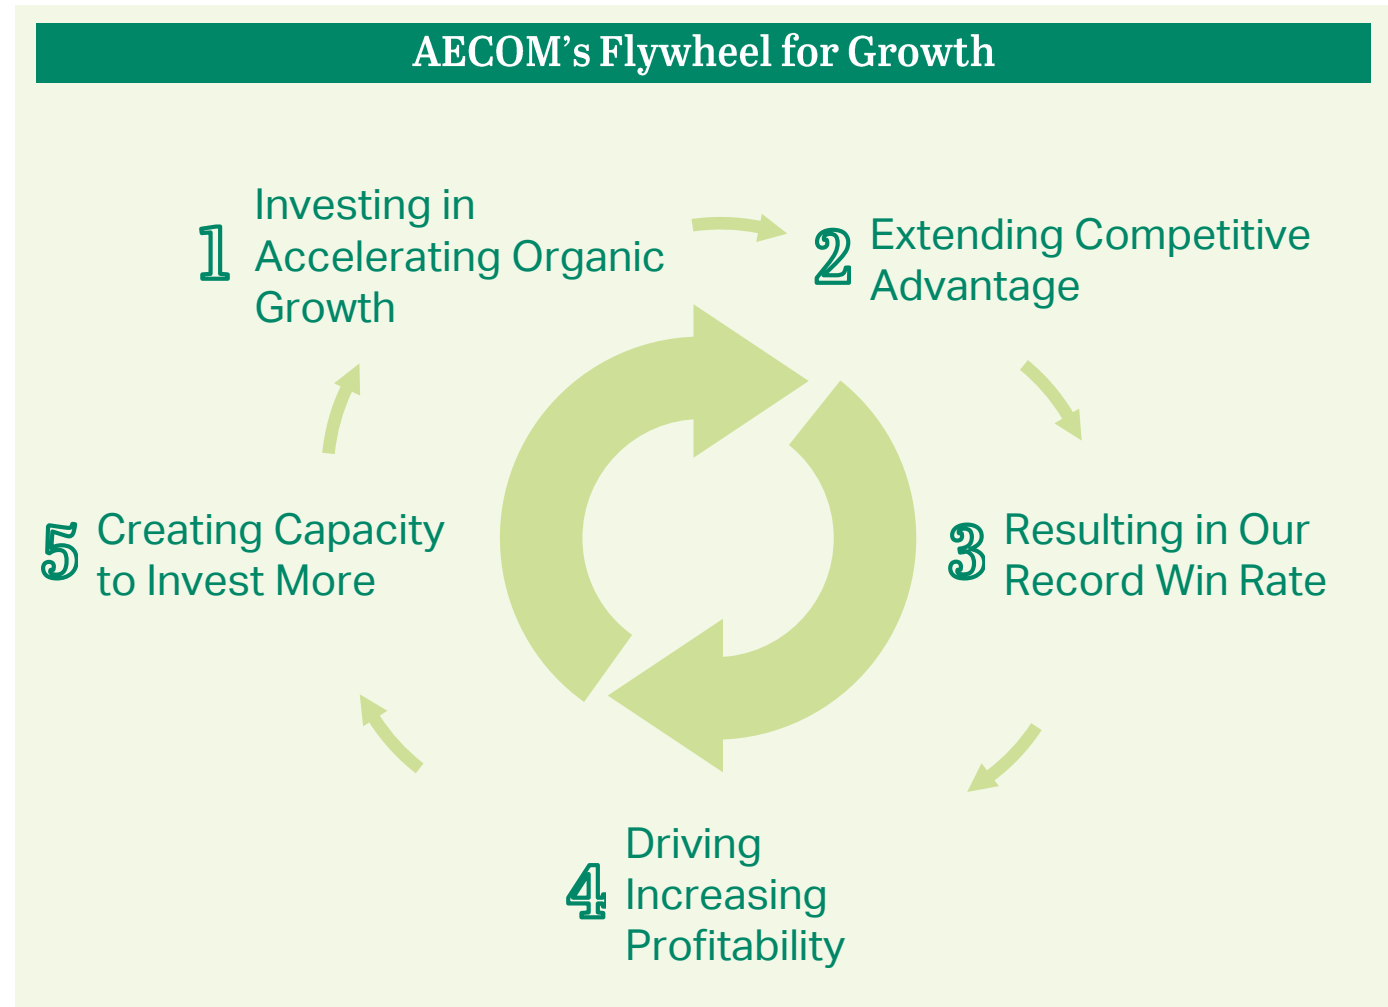 AECOM’s Flywheel for Growth
1
Investing in
Accelerating Organic
Growth
2
Extending Competitive
Advantage
3
Resulting in Our
Record Win Rate
4
Driving
Increasing
Profitability
5
Creating Capacity
to Invest More